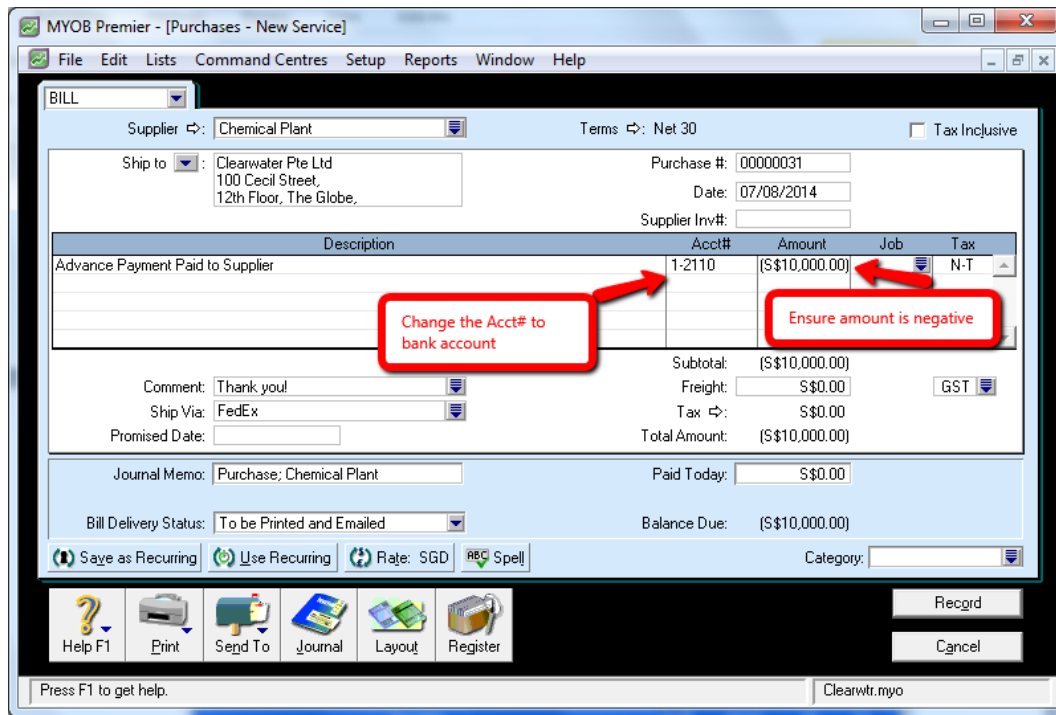 MYOB Premier - [Purchases - New Service]
File Edit Lists Command Centres Setup Reports Window Help
BILL
Supplier ⇨: Chemical Plant Terms ⇨: Net 30 Tax Inclusive
Ship to : Clearwater Pte Ltd Purchase #: 00000031
100 Cecil Street,
12th Floor, The Globe, Date: 07/08/2014
Supplier Inv#:
Description Acct# Amount Job Tax
Advance Payment Paid to Supplier 1-2110 (S$10,000.00) N-T
Change the Acct# to
bank account
Ensure amount is negative
Subtotal: (S$10,000.00)
Comment: Thank you! Freight: S$0.00 GST
Ship Via: FedEx Tax ⇨: S$0.00
Promised Date: Total Amount: (S$10,000.00)
Journal Memo: Purchase; Chemical Plant Paid Today: S$0.00
Bill Delivery Status: To be Printed and Emailed Balance Due: (S$10,000.00)
Save as Recurring Use Recurring Rate: SGD ABC Spell Category:
Help F1 Print Send To Journal Layout Register
Record
Cancel
Press F1 to get help. Clearwtr.myo